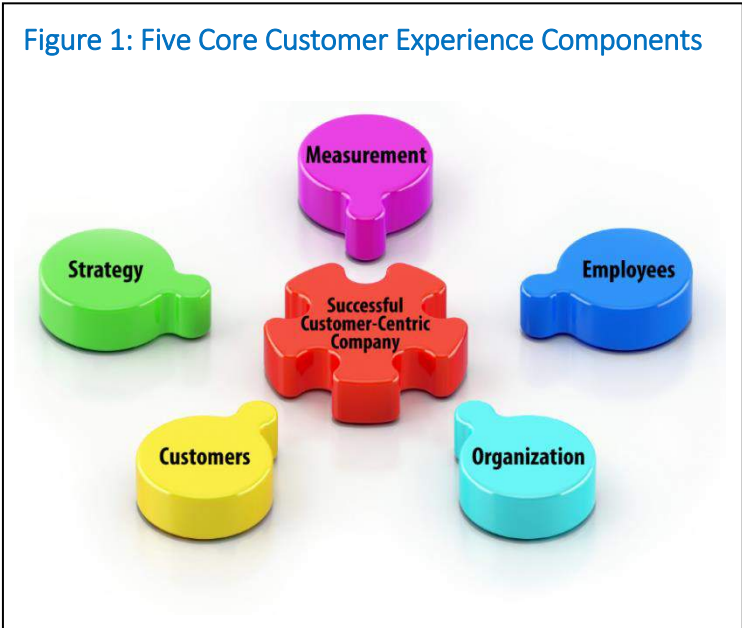 Figure 1: Five Core Customer Experience Components
Measurement
Strategy
Employees
Successful
Customer-Centric
Company
Customers
Organization